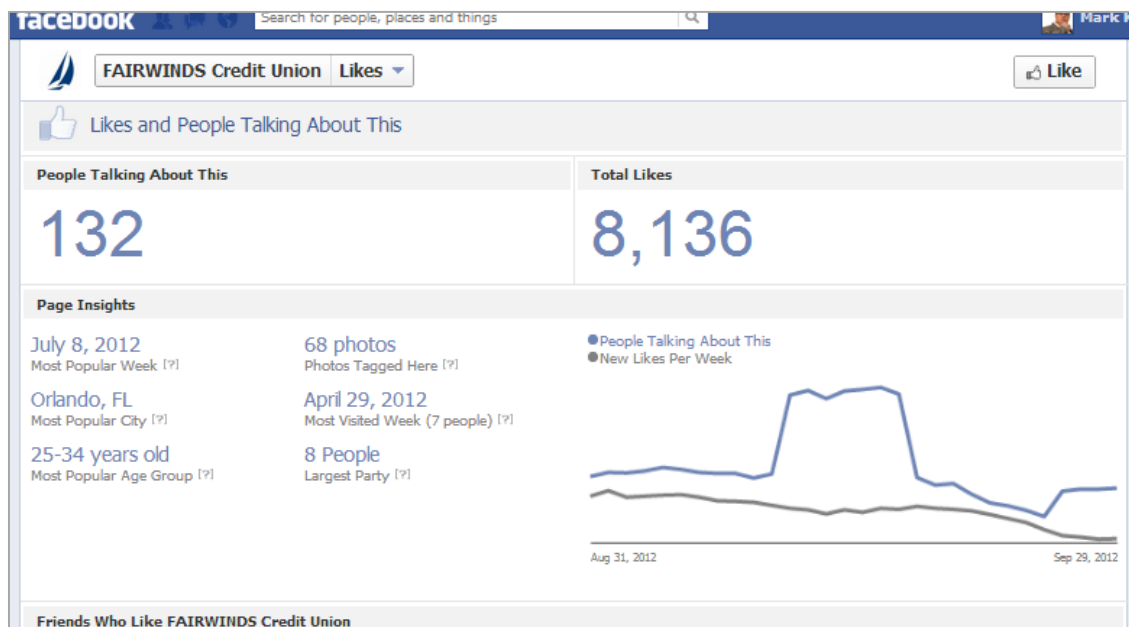 facebook
Search for people, places and things
Mark
FAIRWINDS Credit Union Likes
Like
Likes and People Talking About This
People Talking About This
Total Likes
132
8,136
Page Insights
July 8, 2012
Most Popular Week [?]
68 photos
Photos Tagged Here [?]
Orlando, FL
Most Popular City [?]
April 29, 2012
Most Visited Week (7 people) [?]
25-34 years old
Most Popular Age Group [?]
8 People
Largest Party [?]
People Talking About This
New Likes Per Week
Aug 31, 2012
Sep 29, 2012
Friends Who Like FAIRWINDS Credit Union